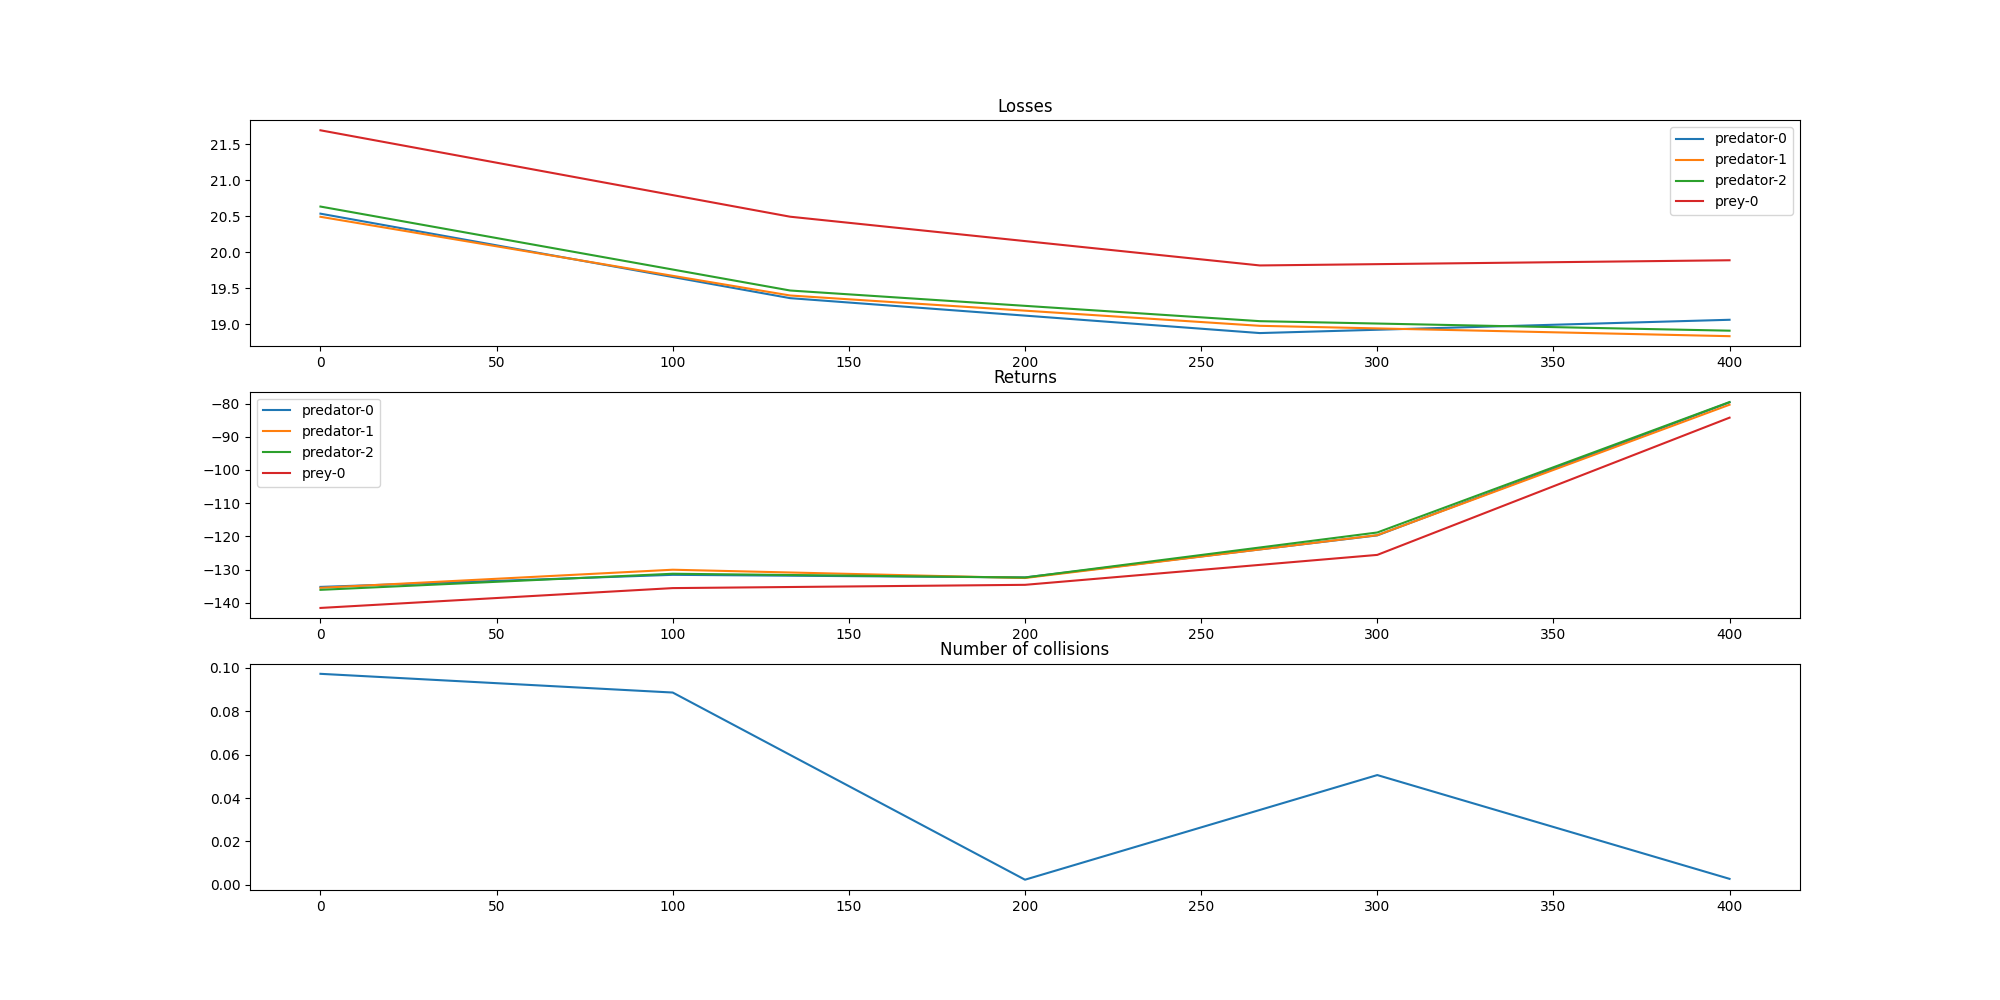 Losses
21.5
21.0
20.5
20.0
19.5
19.0
predator-0
predator-1
predator-2
prey-0
0 50 100 150 200 250 300 350 400
Returns
−80
−90
−100
−110
−120
−130
−140
predator-0
predator-1
predator-2
prey-0
0 50 100 150 200 250 300 350 400
Number of collisions
0.10
0.08
0.06
0.04
0.02
0.00
0 50 100 150 200 250 300 350 400